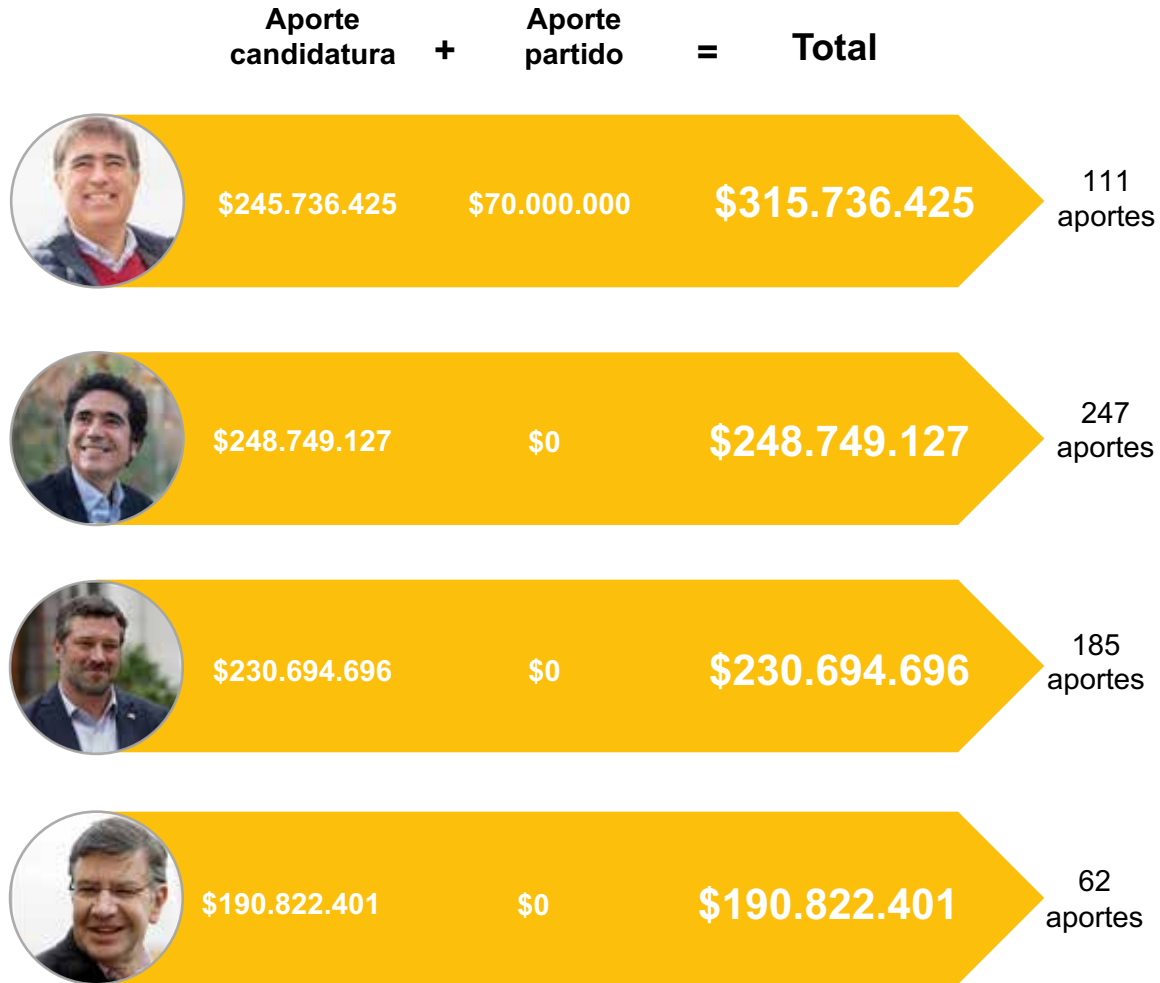 Aporte
candidatura
+
Aporte
partido
=
Total
$245.736.425
$70.000.000
$315.736.425
111
aportes
$248.749.127
$0
$248.749.127
247
aportes
$230.694.696
$0
$230.694.696
185
aportes
$190.822.401
$0
$190.822.401
62
aportes